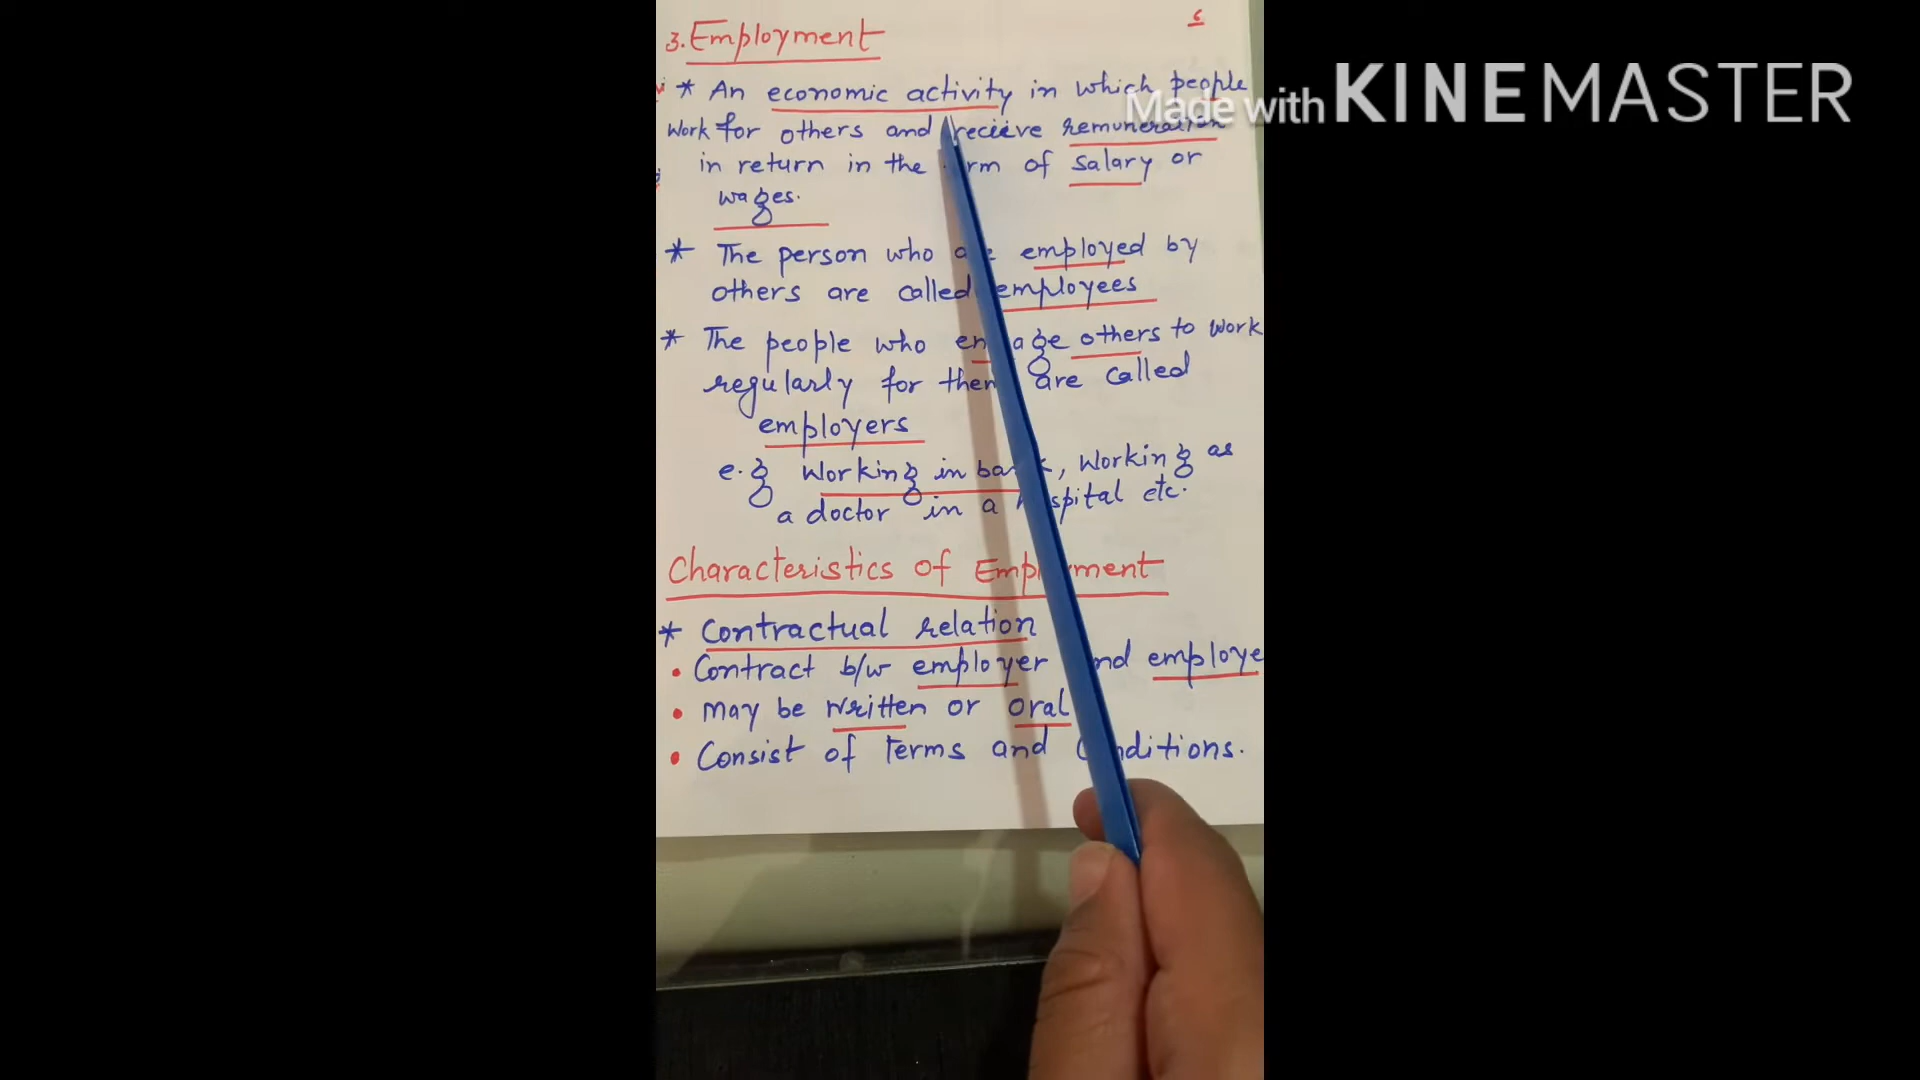 6
3. Employment
* An economic activity in which people
work for others and recieve remuneration
in return in the form of salary or
wages.
* The person who are employed by
others are called employees
* The people who engage others to work
regularly for them are called
employers
e.g Working in bank, Working as
a doctor in a hospital etc.
Characteristics of Employment
* Contractual relation
• Contract b/w employer and employe
• May be written or oral
• Consist of terms and conditions.
Made with KINEMASTER